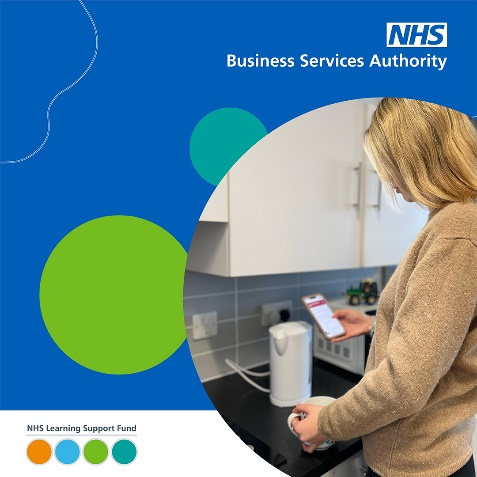 NHS
Business Services Authority
NHS Learning Support Fund